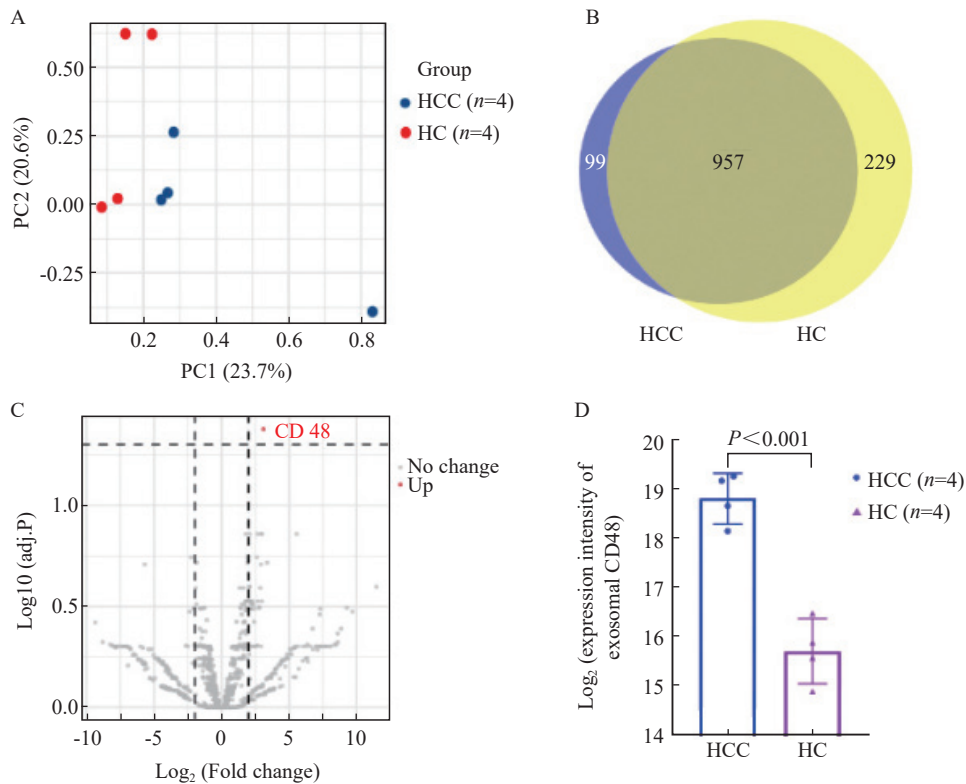 A
0.50
0.25
0.00
-0.25
PC2 (20.6%)
0.2
0.4
0.6
0.8
PC1 (23.7%)
Group
HCC (n=4)
HC (n=4)
B
99
957
229
HCC
HC
C
CD 48
No change
Up
1.0
0.5
0.0
Log10 (adj.P)
-10
-5
0
5
10
Log₂ (Fold change)
D
P<0.001
HCC (n=4)
HC (n=4)
20
19
18
17
16
15
14
Log₂ (expression intensity of
exosomal CD48)
HCC
HC